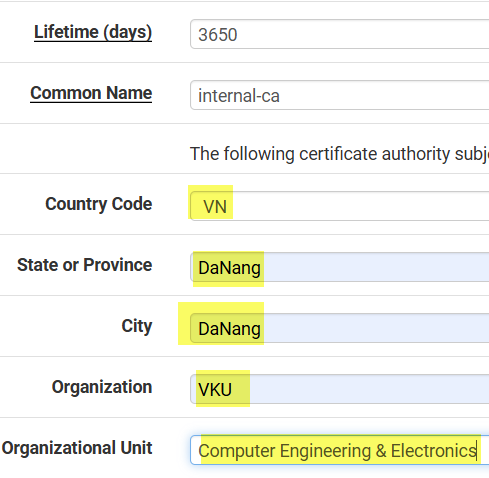 Lifetime (days) 3650
Common Name internal-ca
The following certificate authority subj
Country Code VN
State or Province DaNang
City DaNang
Organization VKU
Organizational Unit Computer Engineering & Electronics